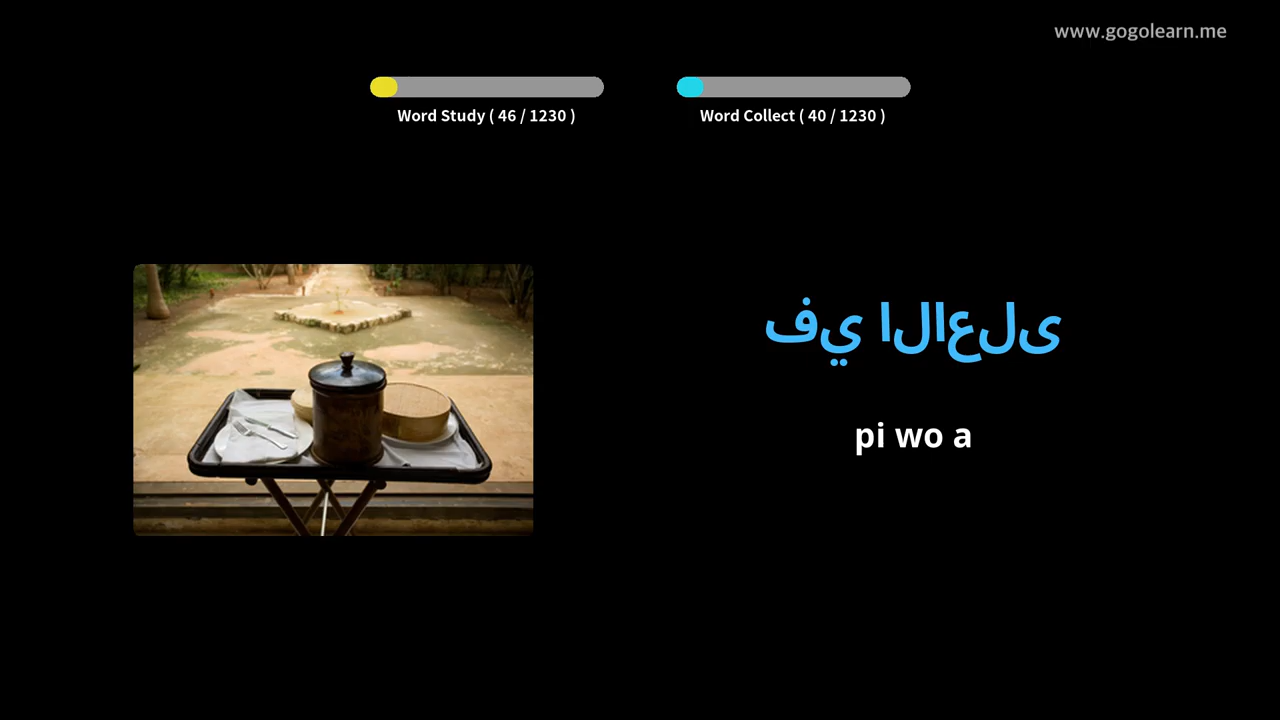 www.gogolearn.me
Word Study ( 46 / 1230 )
Word Collect ( 40 / 1230 )
في الاعلى
pi wo a